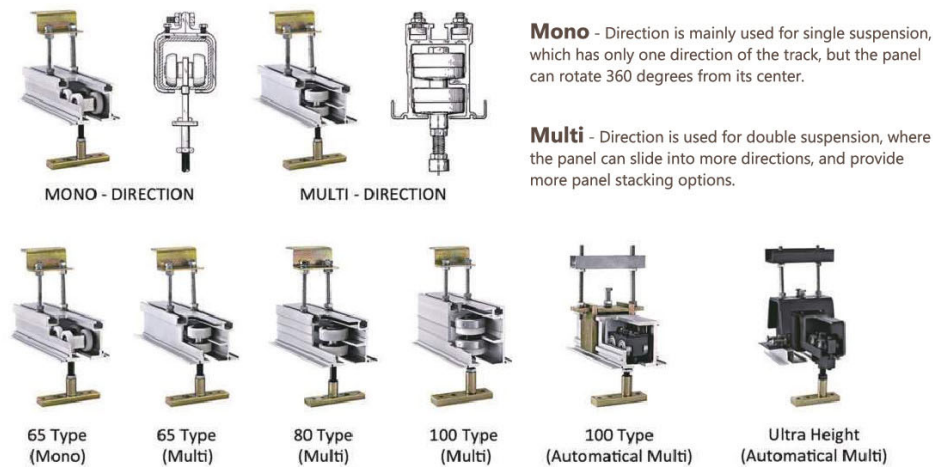 Mono - Direction is mainly used for single suspension,
which has only one direction of the track, but the panel
can rotate 360 degrees from its center.
Multi - Direction is used for double suspension, where
the panel can slide into more directions, and provide
more panel stacking options.
MONO - DIRECTION
MULTI - DIRECTION
65 Type
(Mono)
65 Type
(Multi)
80 Type
(Multi)
100 Type
(Multi)
100 Type
(Automatical Multi)
Ultra Height
(Automatical Multi)